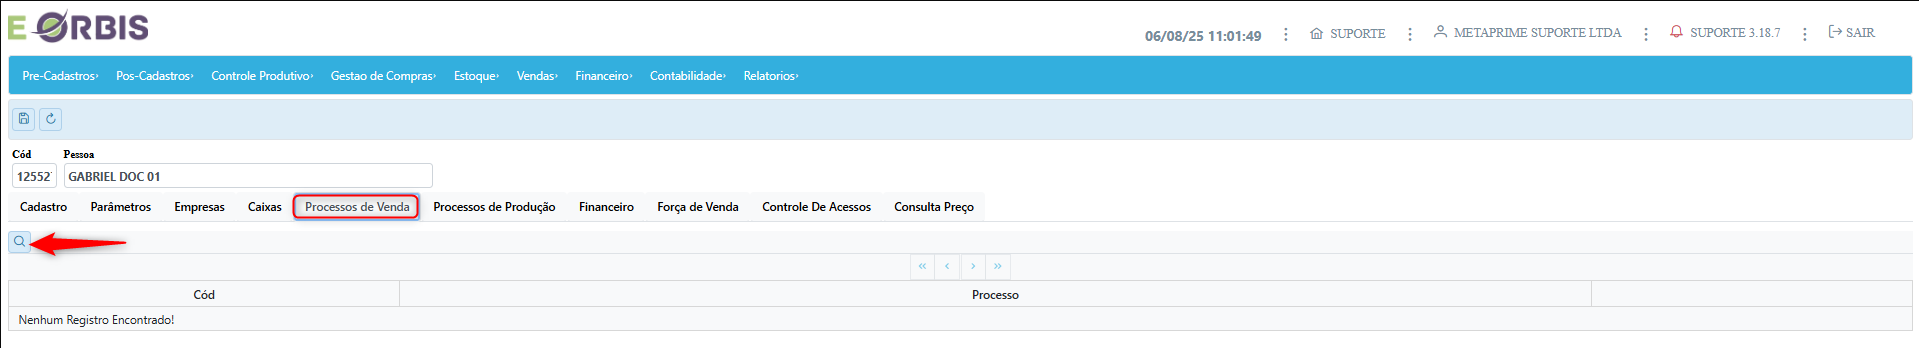 E ORBIS
06/08/25 11:01:49 SUPORTE METAPRIME SUPORTE LTDA SUPORTE 3.18.7 SAIR
Pre-Cadastros Pos-Cadastros Controle Produtivo Gestao de Compras Estoque Vendas Financeiro Contabilidade Relatorios
Cód Pessoa
12552 GABRIEL DOC 01
Cadastro Parâmetros Empresas Caixas Processos de Venda Processos de Produção Financeiro Força de Venda Controle De Acessos Consulta Preço
Cód Processo
Nenhum Registro Encontrado!